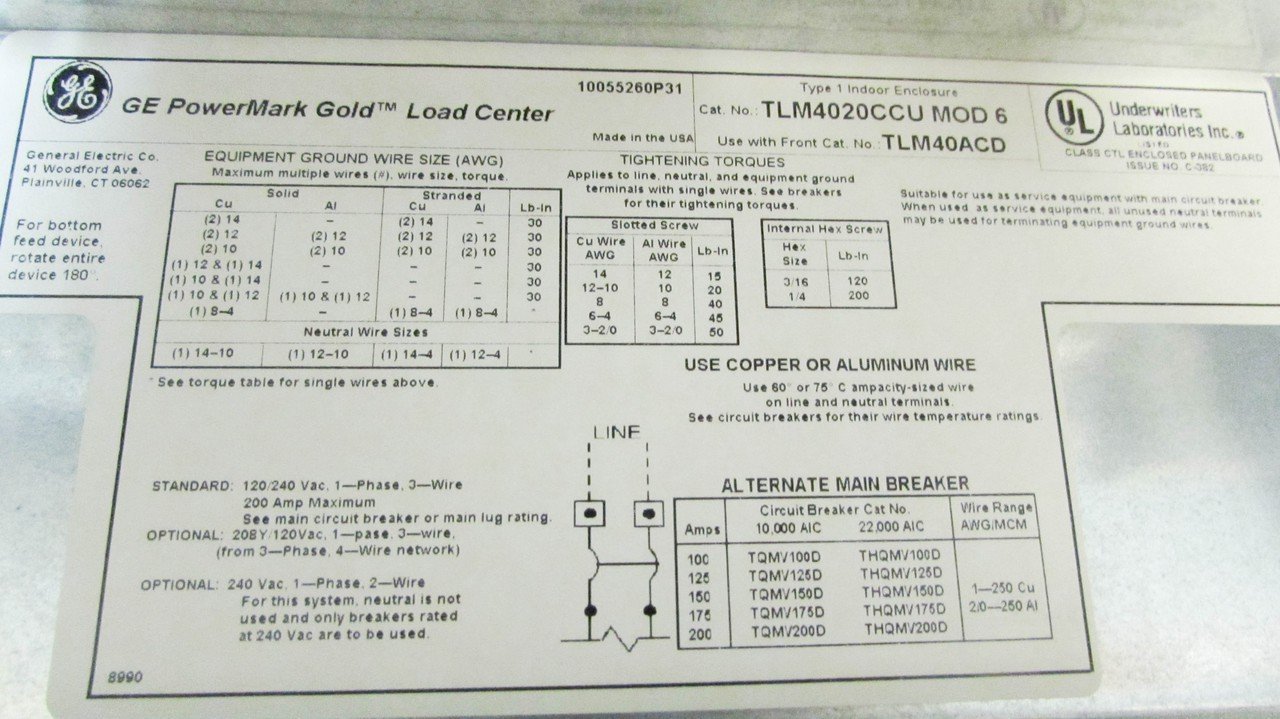 GE
GE PowerMark Gold™ Load Center
10055260P31
Made in the USA
Type 1 Indoor Enclosure
Cat. No.: TLM4020CCU MOD 6
Use with Front Cat. No.: TLM40ACD
UL
Underwriters
Laboratories Inc.®
LISTED
CLASS CTL ENCLOSED PANELBOARD
ISSUE NO. C-382
General Electric Co.
41 Woodford Ave.
Plainville, CT 06062
For bottom
feed device,
rotate entire
device 180°.
EQUIPMENT GROUND WIRE SIZE (AWG)
Maximum multiple wires (#), wire size, torque.
Solid Stranded
Cu Al Cu Al Lb-In
(2) 14 – (2) 14 – 30
(2) 12 (2) 12 (2) 12 (2) 12 30
(2) 10 (2) 10 (2) 10 (2) 10 30
(1) 12 & (1) 14 – – – 30
(1) 10 & (1) 14 – – – 30
(1) 10 & (1) 12 (1) 10 & (1) 12 – – 30
(1) 8–4 – (1) 8–4 (1) 8–4 *
Neutral Wire Sizes
(1) 14–10 (1) 12–10 (1) 14–4 (1) 12–4 *
* See torque table for single wires above.
TIGHTENING TORQUES
Applies to line, neutral, and equipment ground
terminals with single wires. See breakers
for their tightening torques.
Slotted Screw
Cu Wire AWG Al Wire AWG Lb-In
14 12 15
12–10 10 20
8 8 40
6–4 6–4 45
3–2/0 3–2/0 50
Internal Hex Screw
Hex Size Lb-In
3/16 120
1/4 200
Suitable for use as service equipment with main circuit breaker.
When used as service equipment, all unused neutral terminals
may be used for terminating equipment ground wires.
USE COPPER OR ALUMINUM WIRE
Use 60° or 75° C ampacity-sized wire
on line and neutral terminals.
See circuit breakers for their wire temperature ratings.
LINE
STANDARD: 120/240 Vac, 1—Phase, 3—Wire
200 Amp Maximum
See main circuit breaker or main lug rating.
OPTIONAL: 208Y/120Vac, 1—pase, 3—wire,
(from 3—Phase, 4—Wire network)
OPTIONAL: 240 Vac, 1—Phase, 2—Wire
For this system, neutral is not
used and only breakers rated
at 240 Vac are to be used.
ALTERNATE MAIN BREAKER
Circuit Breaker Cat No. Wire Range
Amps 10,000 AIC 22,000 AIC AWG/MCM
100 TQMV100D THQMV100D
125 TQMV125D THQMV125D
150 TQMV150D THQMV150D 1—250 Cu
175 TQMV175D THQMV175D 2/0—250 Al
200 TQMV200D THQMV200D
8990